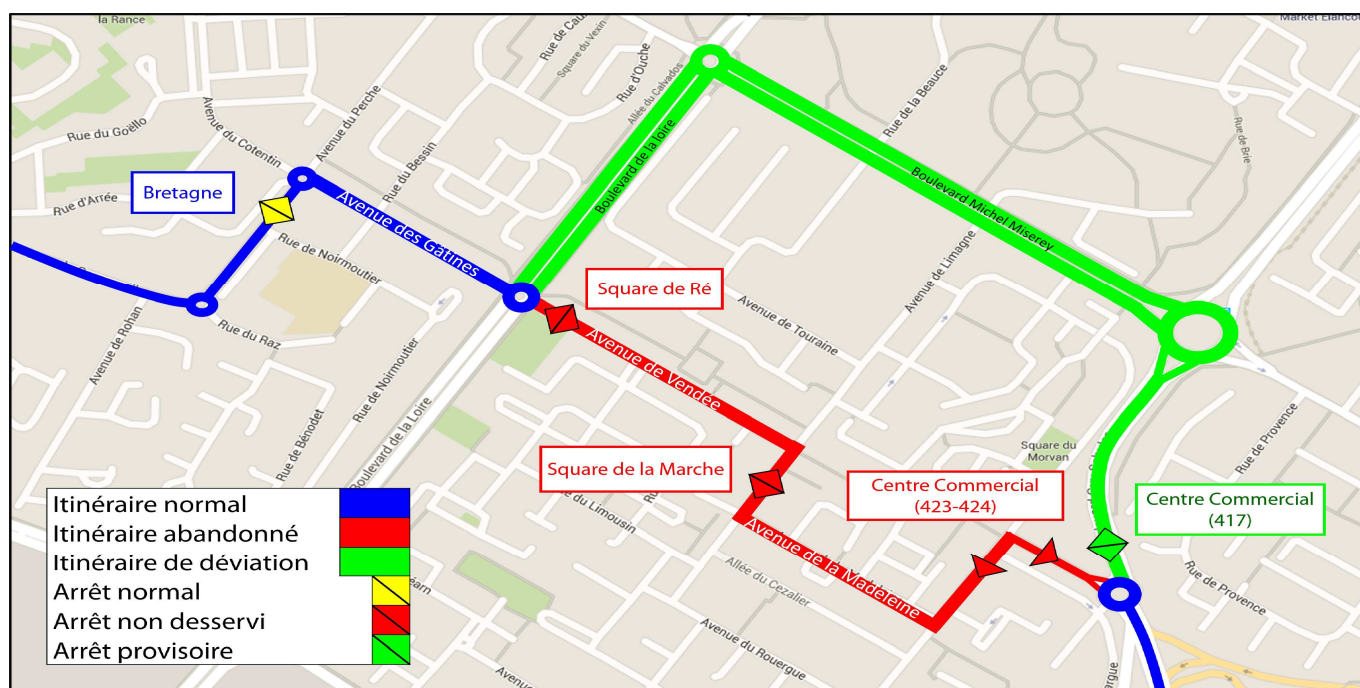 la Rance
Rue de Cau
Square du Vexin
Rue d'Ouche
Allée du Calvados
Market Élancour
Rue du Goëllo
Avenue du Cotentin
Avenue du Perche
Rue du Bessin
Rue de la Beauce
Rue de Brie
Bretagne
Rue d'Arrée
Avenue des Gâtines
Boulevard de la loire
Boulevard Michel Miserey
Rue de Noirmoutier
Square de Ré
Avenue de Limagne
Avenue de Rohan
Rue du Raz
Avenue de Touraine
Rue de Noirmoutier
Avenue de Vendée
Boulevard de la Loire
Rue de Bénodet
Rue de Provence
Square du
Morvan
Square de la Marche
Centre Commercial
(423-424)
Centre Commercial
(417)
e du Limousin
Avenue de la Madeleine
Allée du Cezalier
Rue de Provence
Avenue du Rouergue
Avenue
éarn
argue
Itinéraire normal
Itinéraire abandonné
Itinéraire de déviation
Arrêt normal
Arrêt non desservi
Arrêt provisoire